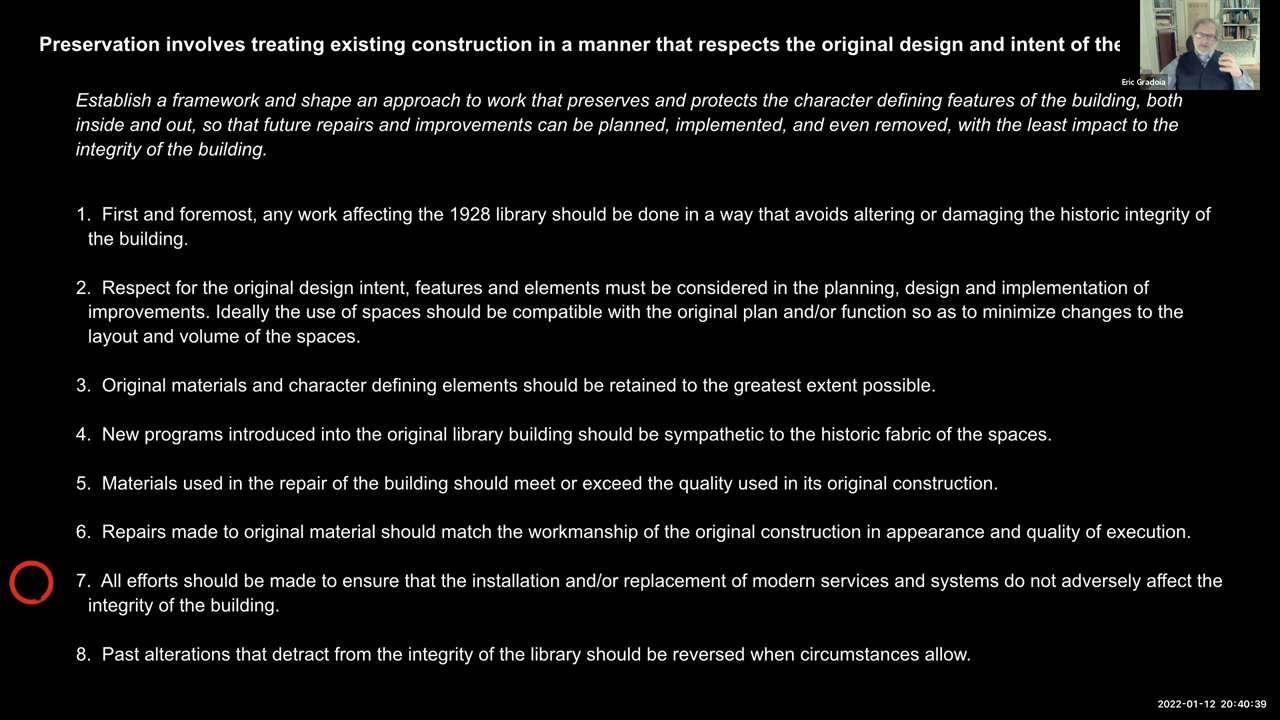 Preservation involves treating existing construction in a manner that respects the original design and intent of the
Eric Gradoia
Establish a framework and shape an approach to work that preserves and protects the character defining features of the building, both
inside and out, so that future repairs and improvements can be planned, implemented, and even removed, with the least impact to the
integrity of the building.
1. First and foremost, any work affecting the 1928 library should be done in a way that avoids altering or damaging the historic integrity of
the building.
2. Respect for the original design intent, features and elements must be considered in the planning, design and implementation of
improvements. Ideally the use of spaces should be compatible with the original plan and/or function so as to minimize changes to the
layout and volume of the spaces.
3. Original materials and character defining elements should be retained to the greatest extent possible.
4. New programs introduced into the original library building should be sympathetic to the historic fabric of the spaces.
5. Materials used in the repair of the building should meet or exceed the quality used in its original construction.
6. Repairs made to original material should match the workmanship of the original construction in appearance and quality of execution.
7. All efforts should be made to ensure that the installation and/or replacement of modern services and systems do not adversely affect the
integrity of the building.
8. Past alterations that detract from the integrity of the library should be reversed when circumstances allow.
2022-01-12 20:40:39